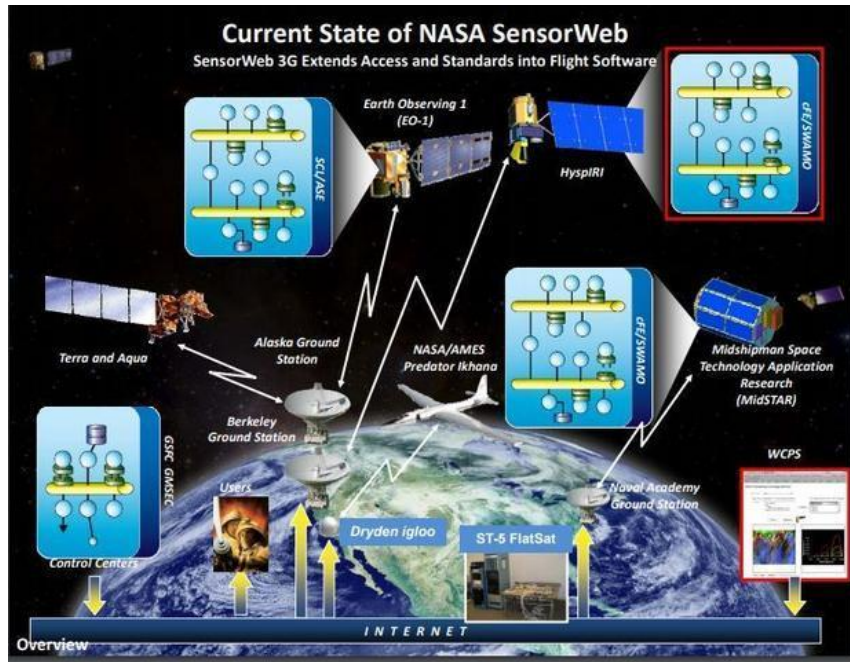 Current State of NASA SensorWeb
SensorWeb 3G Extends Access and Standards into Flight Software
Earth Observing 1
(EO-1)
SCL/ASE
HyspIRI
cFE/SWAMO
Terra and Aqua
Alaska Ground
Station
NASA/AMES
Predator Ikhana
cFE/SWAMO
Midshipman Space
Technology Application
Research
(MidSTAR)
Berkeley
Ground Station
GSFC GMSEC
Users
Dryden igloo
ST-5 FlatSat
Naval Academy
Ground Station
WCPS
Control Centers
INTERNET
Overview